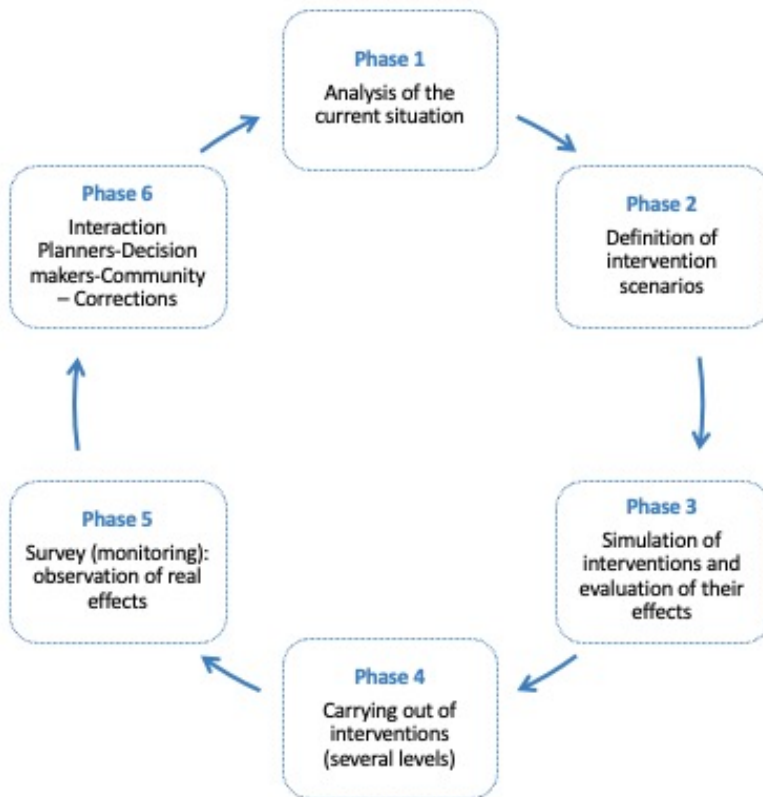 Phase 1
Analysis of the
current situation
Phase 2
Definition of
intervention
scenarios
Phase 3
Simulation of
interventions and
evaluation of their
effects
Phase 4
Carrying out of
interventions
(several levels)
Phase 5
Survey (monitoring):
observation of real
effects
Phase 6
Interaction
Planners-Decision
makers-Community
– Corrections